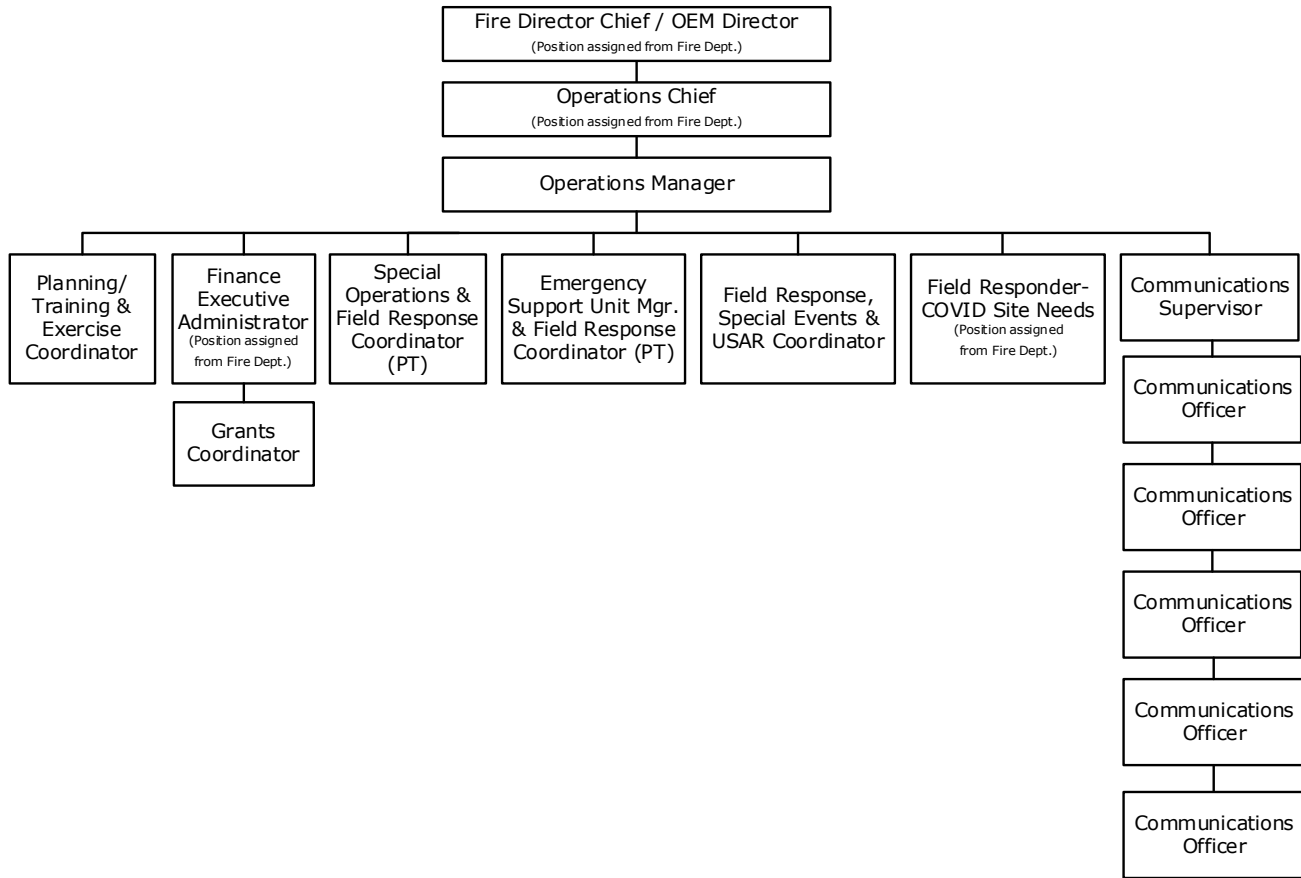 Fire Director Chief / OEM Director
(Position assigned from Fire Dept.)
Operations Chief
(Position assigned from Fire Dept.)
Operations Manager
Planning/
Training &
Exercise
Coordinator
Finance
Executive
Administrator
(Position assigned
from Fire Dept.)
Special
Operations &
Field Response
Coordinator
(PT)
Emergency
Support Unit Mgr.
& Field Response
Coordinator (PT)
Field Response,
Special Events &
USAR Coordinator
Field Responder-
COVID Site Needs
(Position assigned
from Fire Dept.)
Communications
Supervisor
Grants
Coordinator
Communications
Officer
Communications
Officer
Communications
Officer
Communications
Officer
Communications
Officer